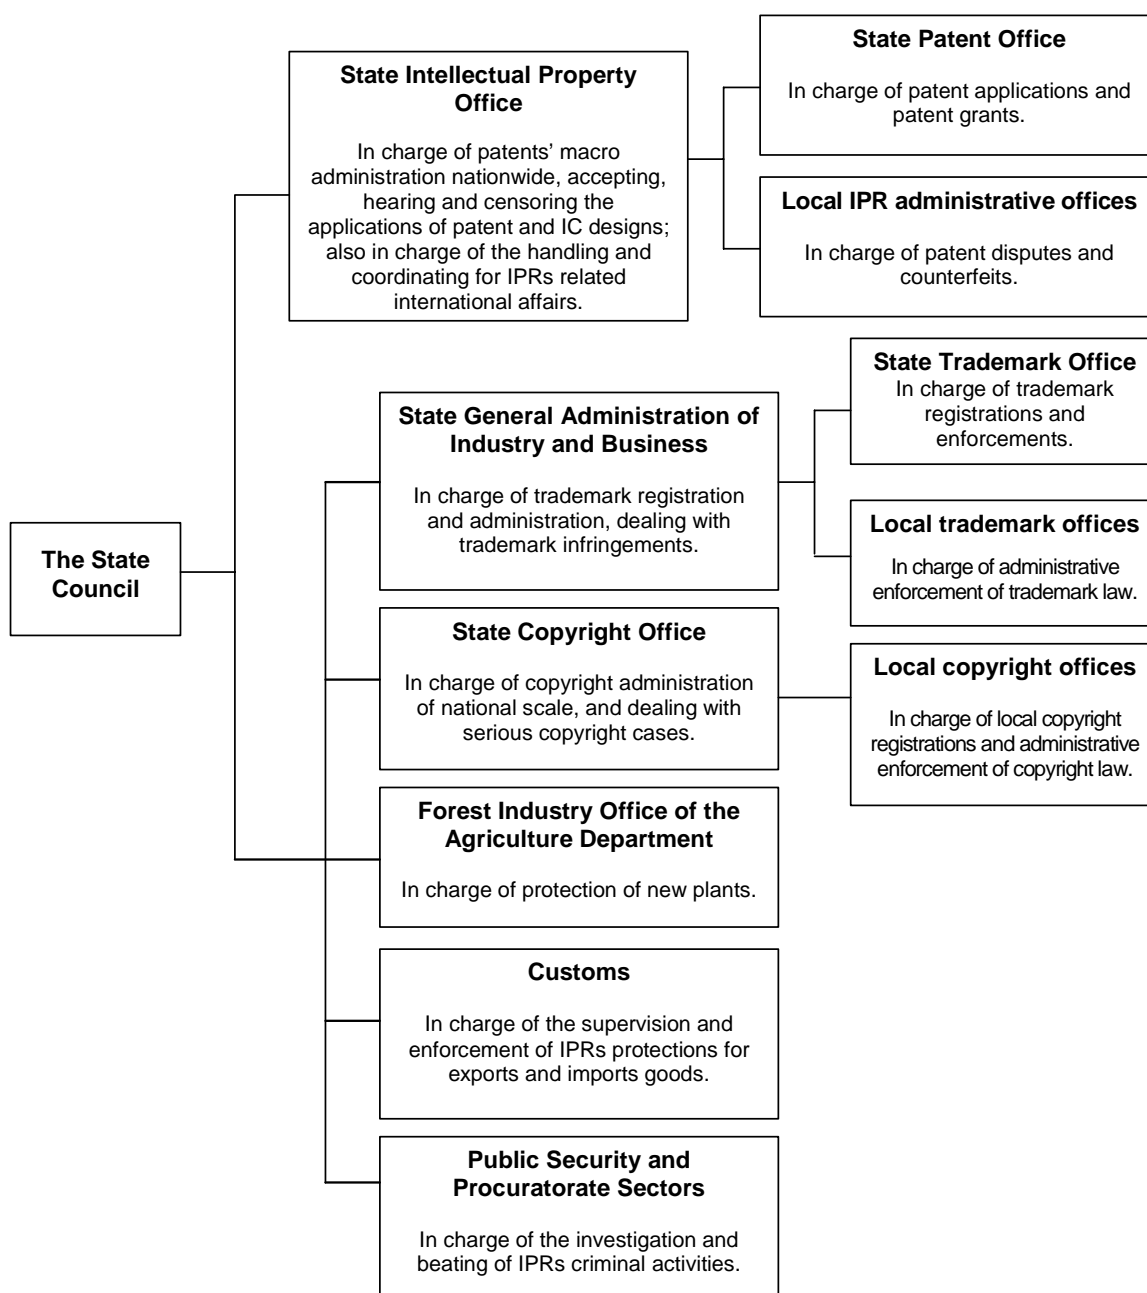 The State
Council
State Intellectual Property
Office
In charge of patents’ macro
administration nationwide, accepting,
hearing and censoring the
applications of patent and IC designs;
also in charge of the handling and
coordinating for IPRs related
international affairs.
State Patent Office
In charge of patent applications and
patent grants.
Local IPR administrative offices
In charge of patent disputes and
counterfeits.
State General Administration of
Industry and Business
In charge of trademark registration
and administration, dealing with
trademark infringements.
State Trademark Office
In charge of trademark
registrations and
enforcements.
Local trademark offices
In charge of administrative
enforcement of trademark law.
State Copyright Office
In charge of copyright administration
of national scale, and dealing with
serious copyright cases.
Local copyright offices
In charge of local copyright
registrations and administrative
enforcement of copyright law.
Forest Industry Office of the
Agriculture Department
In charge of protection of new plants.
Customs
In charge of the supervision and
enforcement of IPRs protections for
exports and imports goods.
Public Security and
Procuratorate Sectors
In charge of the investigation and
beating of IPRs criminal activities.